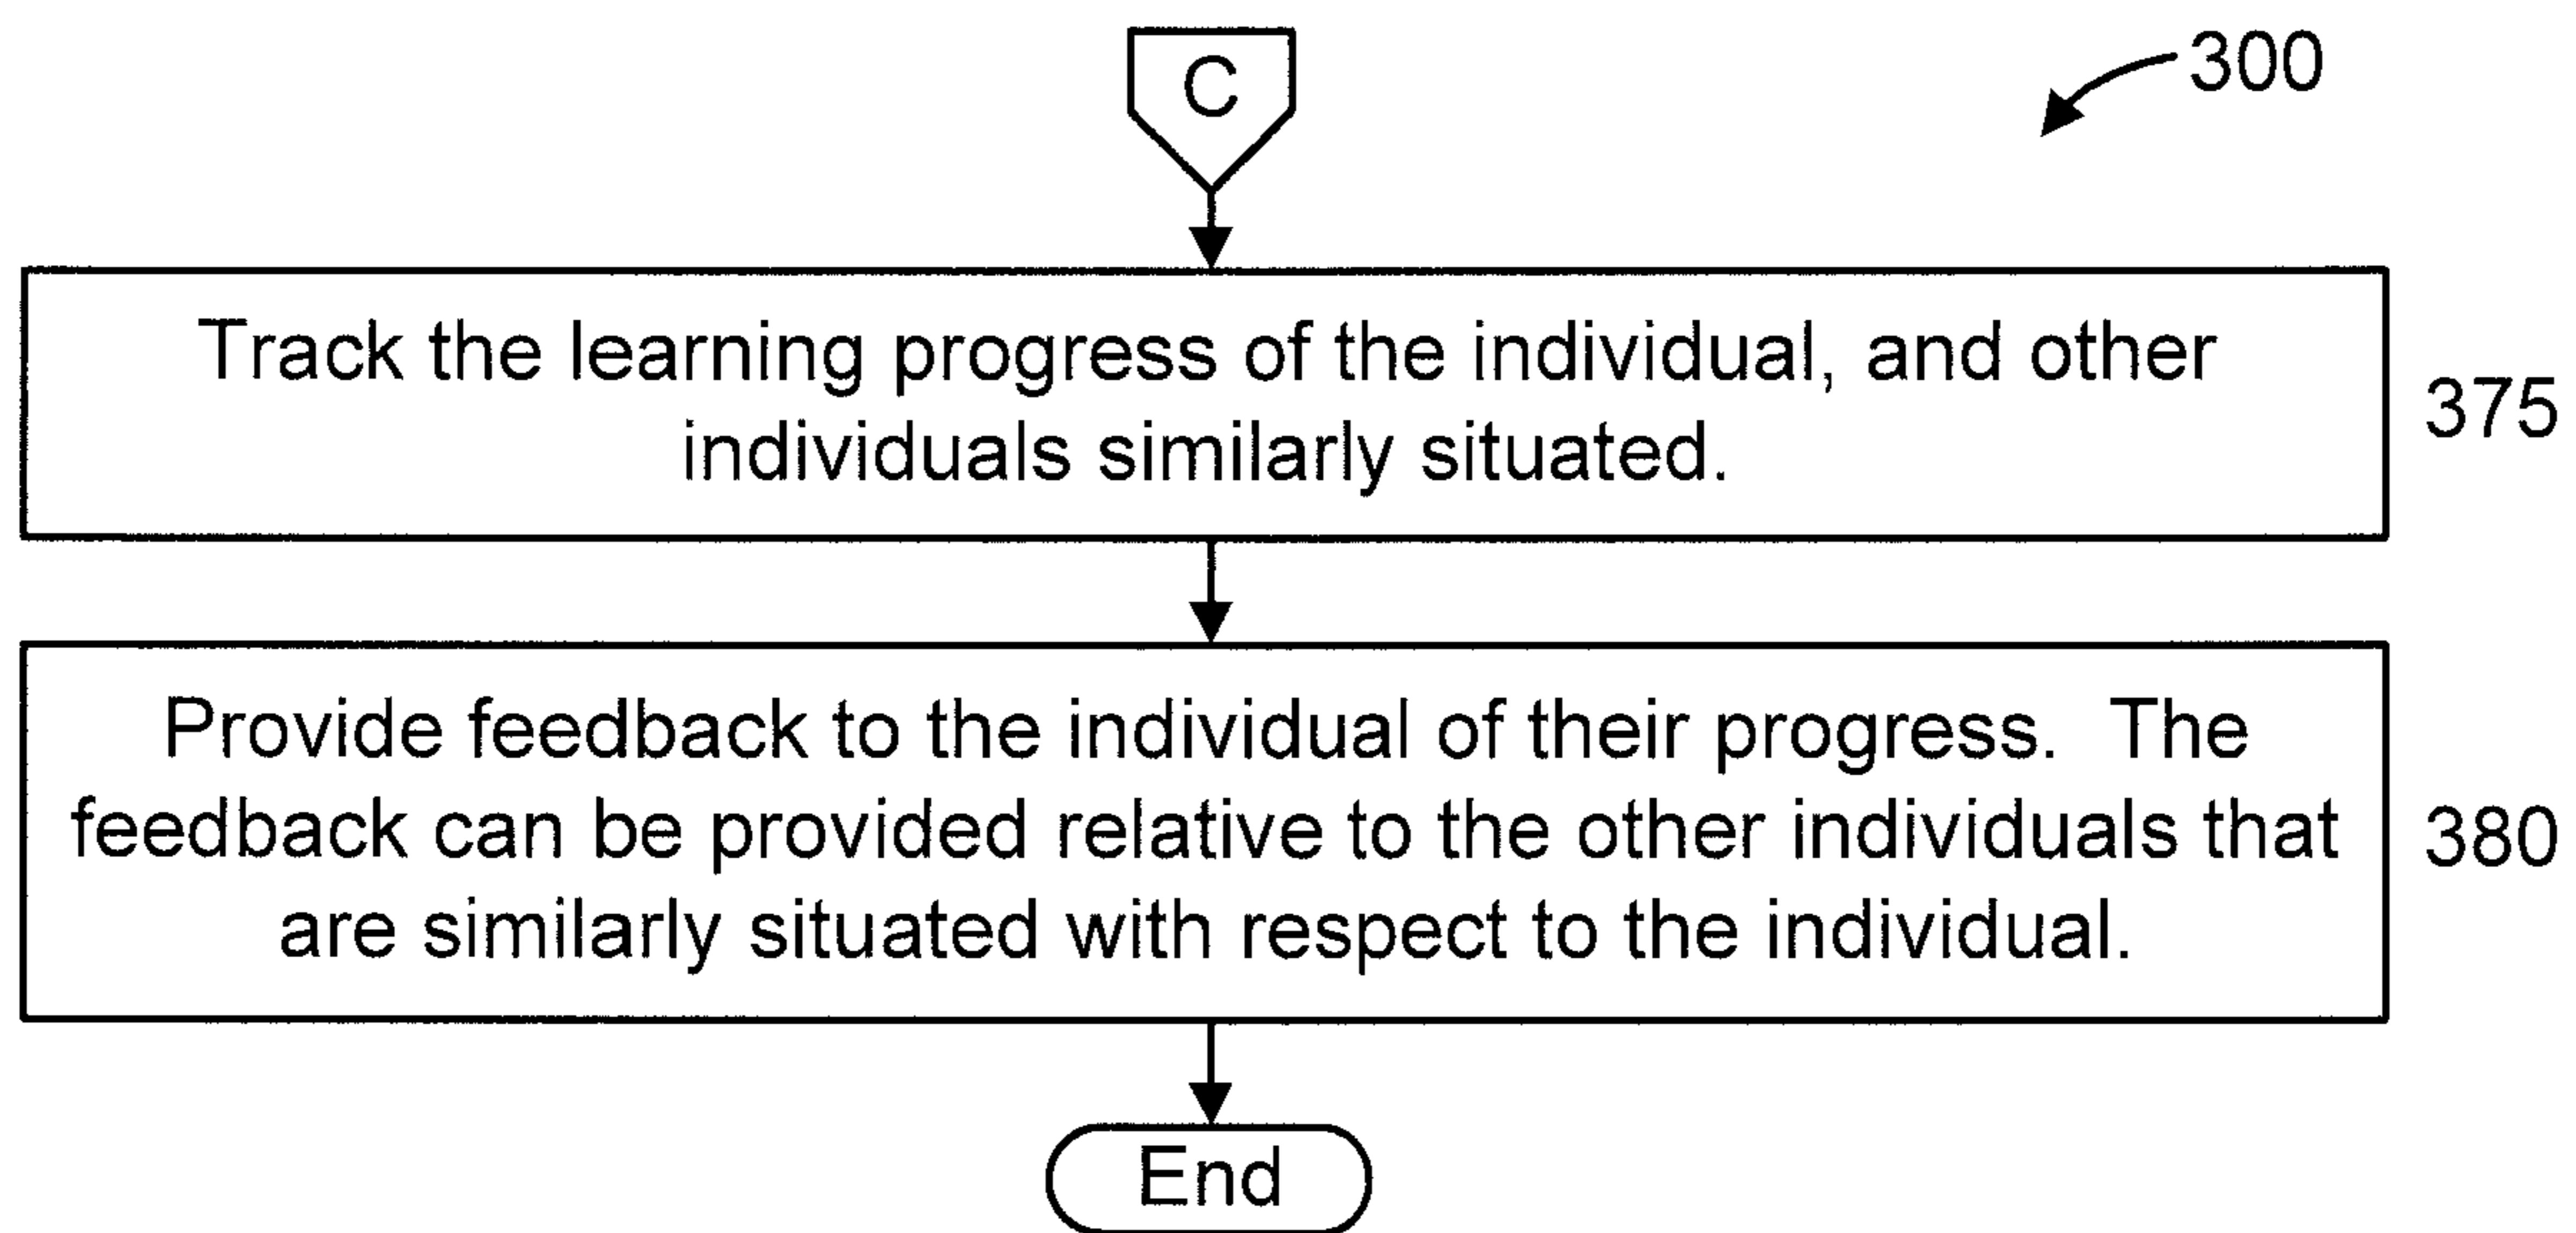 C
300
Track the learning progress of the individual, and other
individuals similarly situated.
375
Provide feedback to the individual of their progress.  The
feedback can be provided relative to the other individuals that
are similarly situated with respect to the individual.
380
End